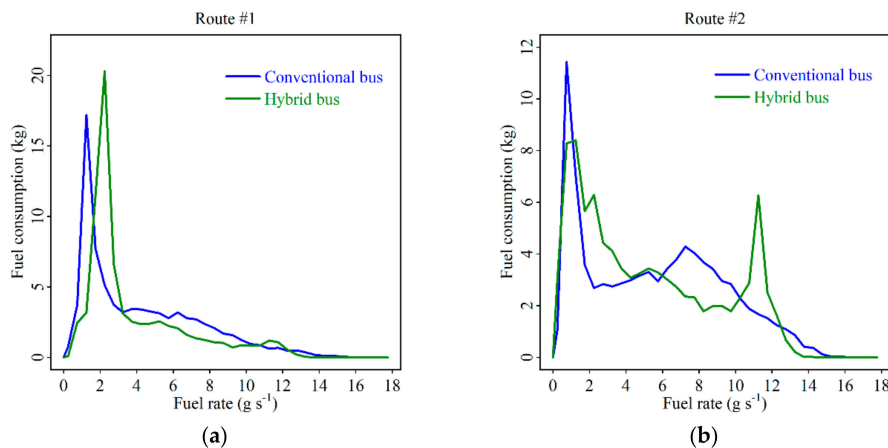 Route #1
Fuel consumption (kg)
20
15
10
5
0
Conventional bus
Hybrid bus
0 2 4 6 8 10 12 14 16 18
Fuel rate (g s⁻¹)
(a)
Route #2
Fuel consumption (kg)
12
10
8
6
4
2
0
Conventional bus
Hybrid bus
0 2 4 6 8 10 12 14 16 18
Fuel rate (g s⁻¹)
(b)